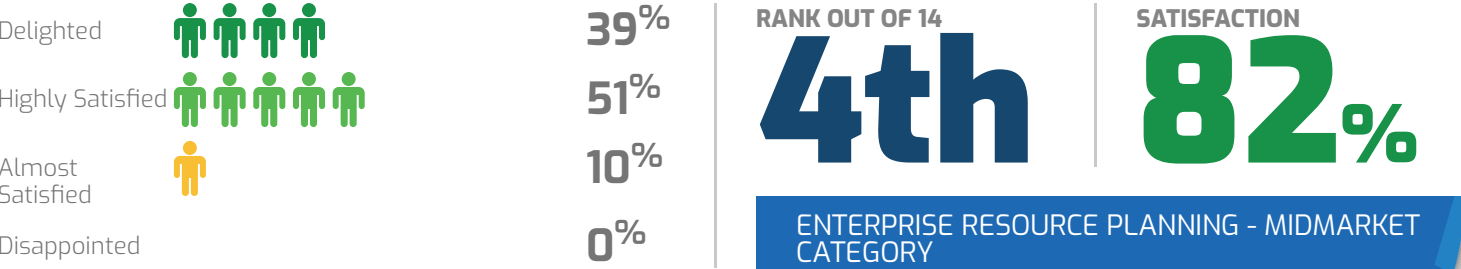 Delighted 39%
Highly Satisfied 51%
Almost
Satisfied 10%
Disappointed 0%
RANK OUT OF 14
4th
SATISFACTION
82%
ENTERPRISE RESOURCE PLANNING - MIDMARKET
CATEGORY